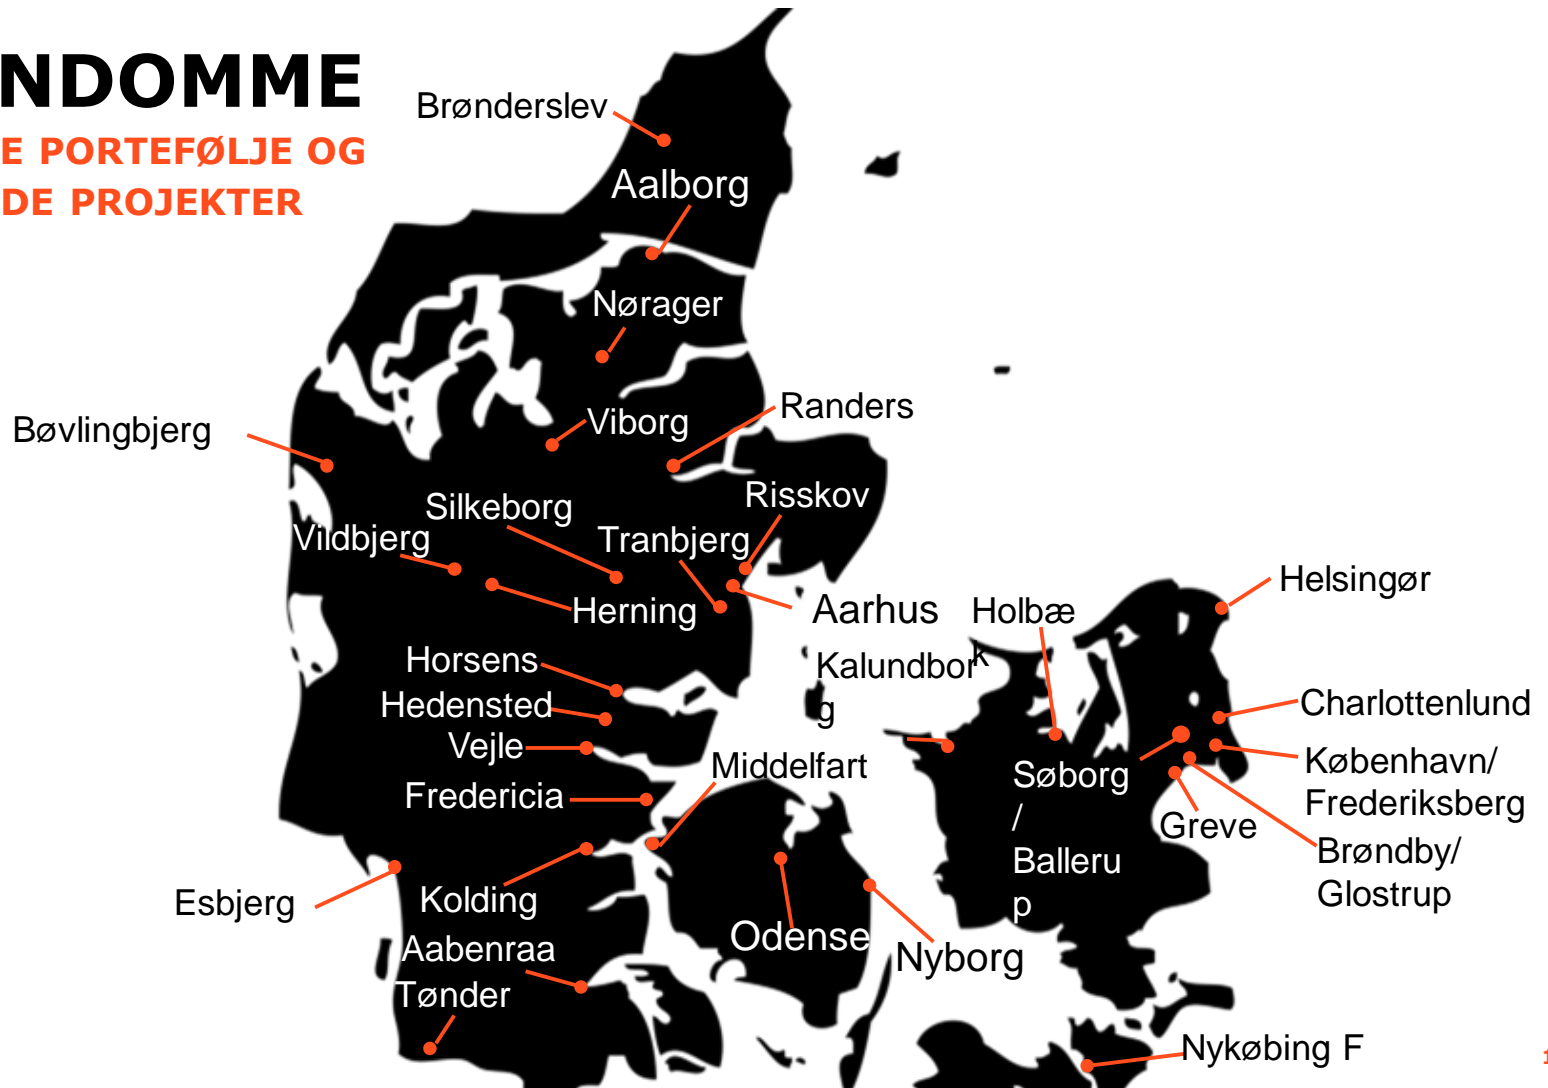 NDOMME
E PORTEFØLJE OG
DE PROJEKTER
Brønderslev
Aalborg
Nørager
Viborg
Randers
Bøvlingbjerg
Silkeborg
Risskov
Vildbjerg
Tranbjerg
Herning
Aarhus
Holbæ
k
Helsingør
Horsens
Kalundbor
g
Hedensted
Charlottenlund
Vejle
Middelfart
Søborg
/
Balleru
p
København/
Frederiksberg
Fredericia
Greve
Brøndby/
Glostrup
Esbjerg
Kolding
Odense
Nyborg
Aabenraa
Tønder
Nykøbing F